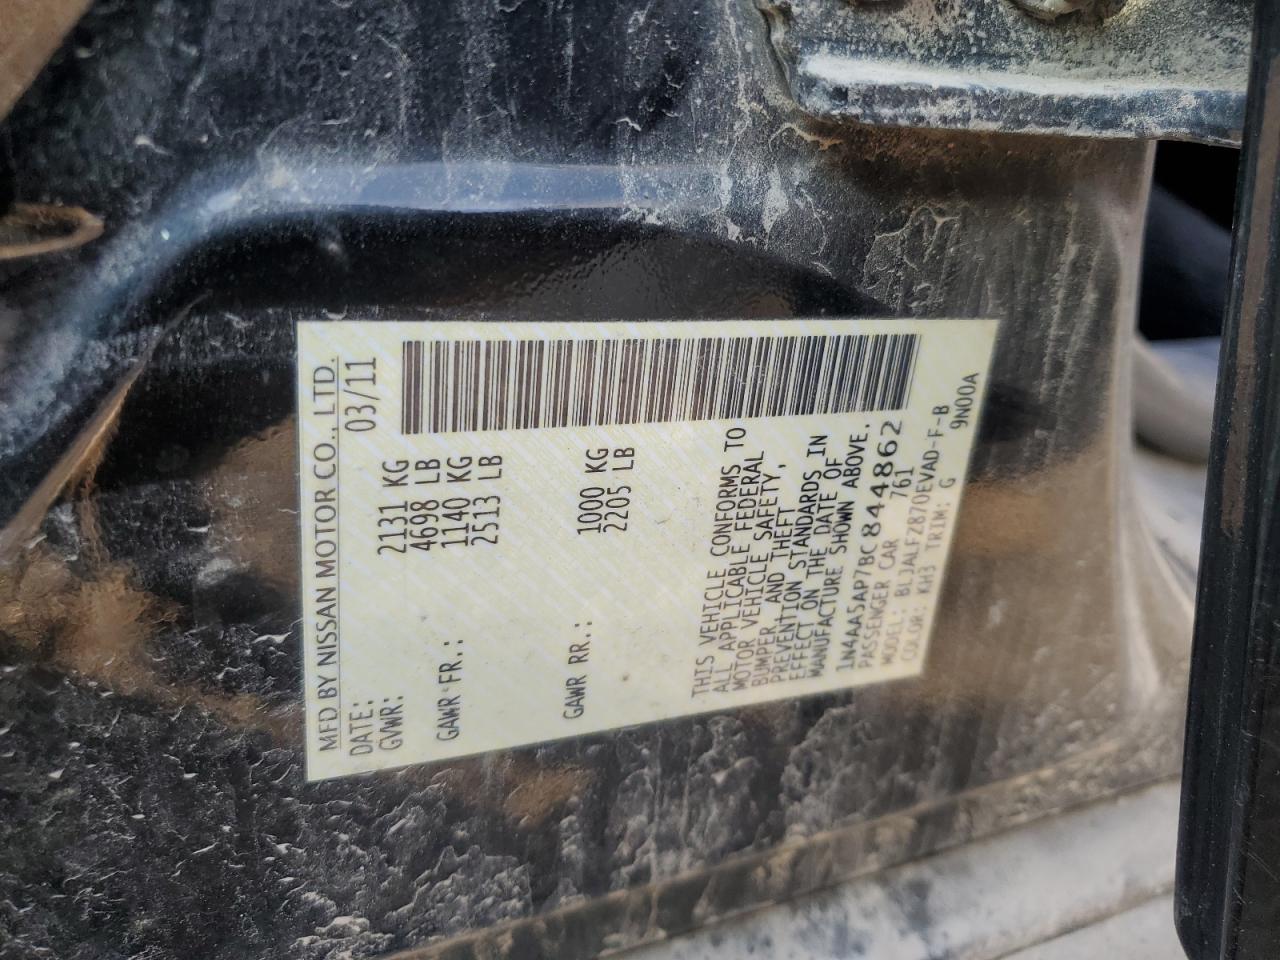 MFD BY NISSAN MOTOR CO., LTD.
DATE: 03/11
GVWR: 2131 KG
4698 LB
GAWR FR.: 1140 KG
2513 LB
GAWR RR.: 1000 KG
2205 LB
THIS VEHICLE CONFORMS TO
ALL APPLICABLE FEDERAL
MOTOR VEHICLE SAFETY,
BUMPER, AND THEFT
PREVENTION STANDARDS IN
EFFECT ON THE DATE OF
MANUFACTURE SHOWN ABOVE.
1N4AA5AP7BC844862
PASSENGER CAR 761
MODEL: BLJALFZ870EVAD-F-B
COLOR: KH3 TRIM: G 9N00A